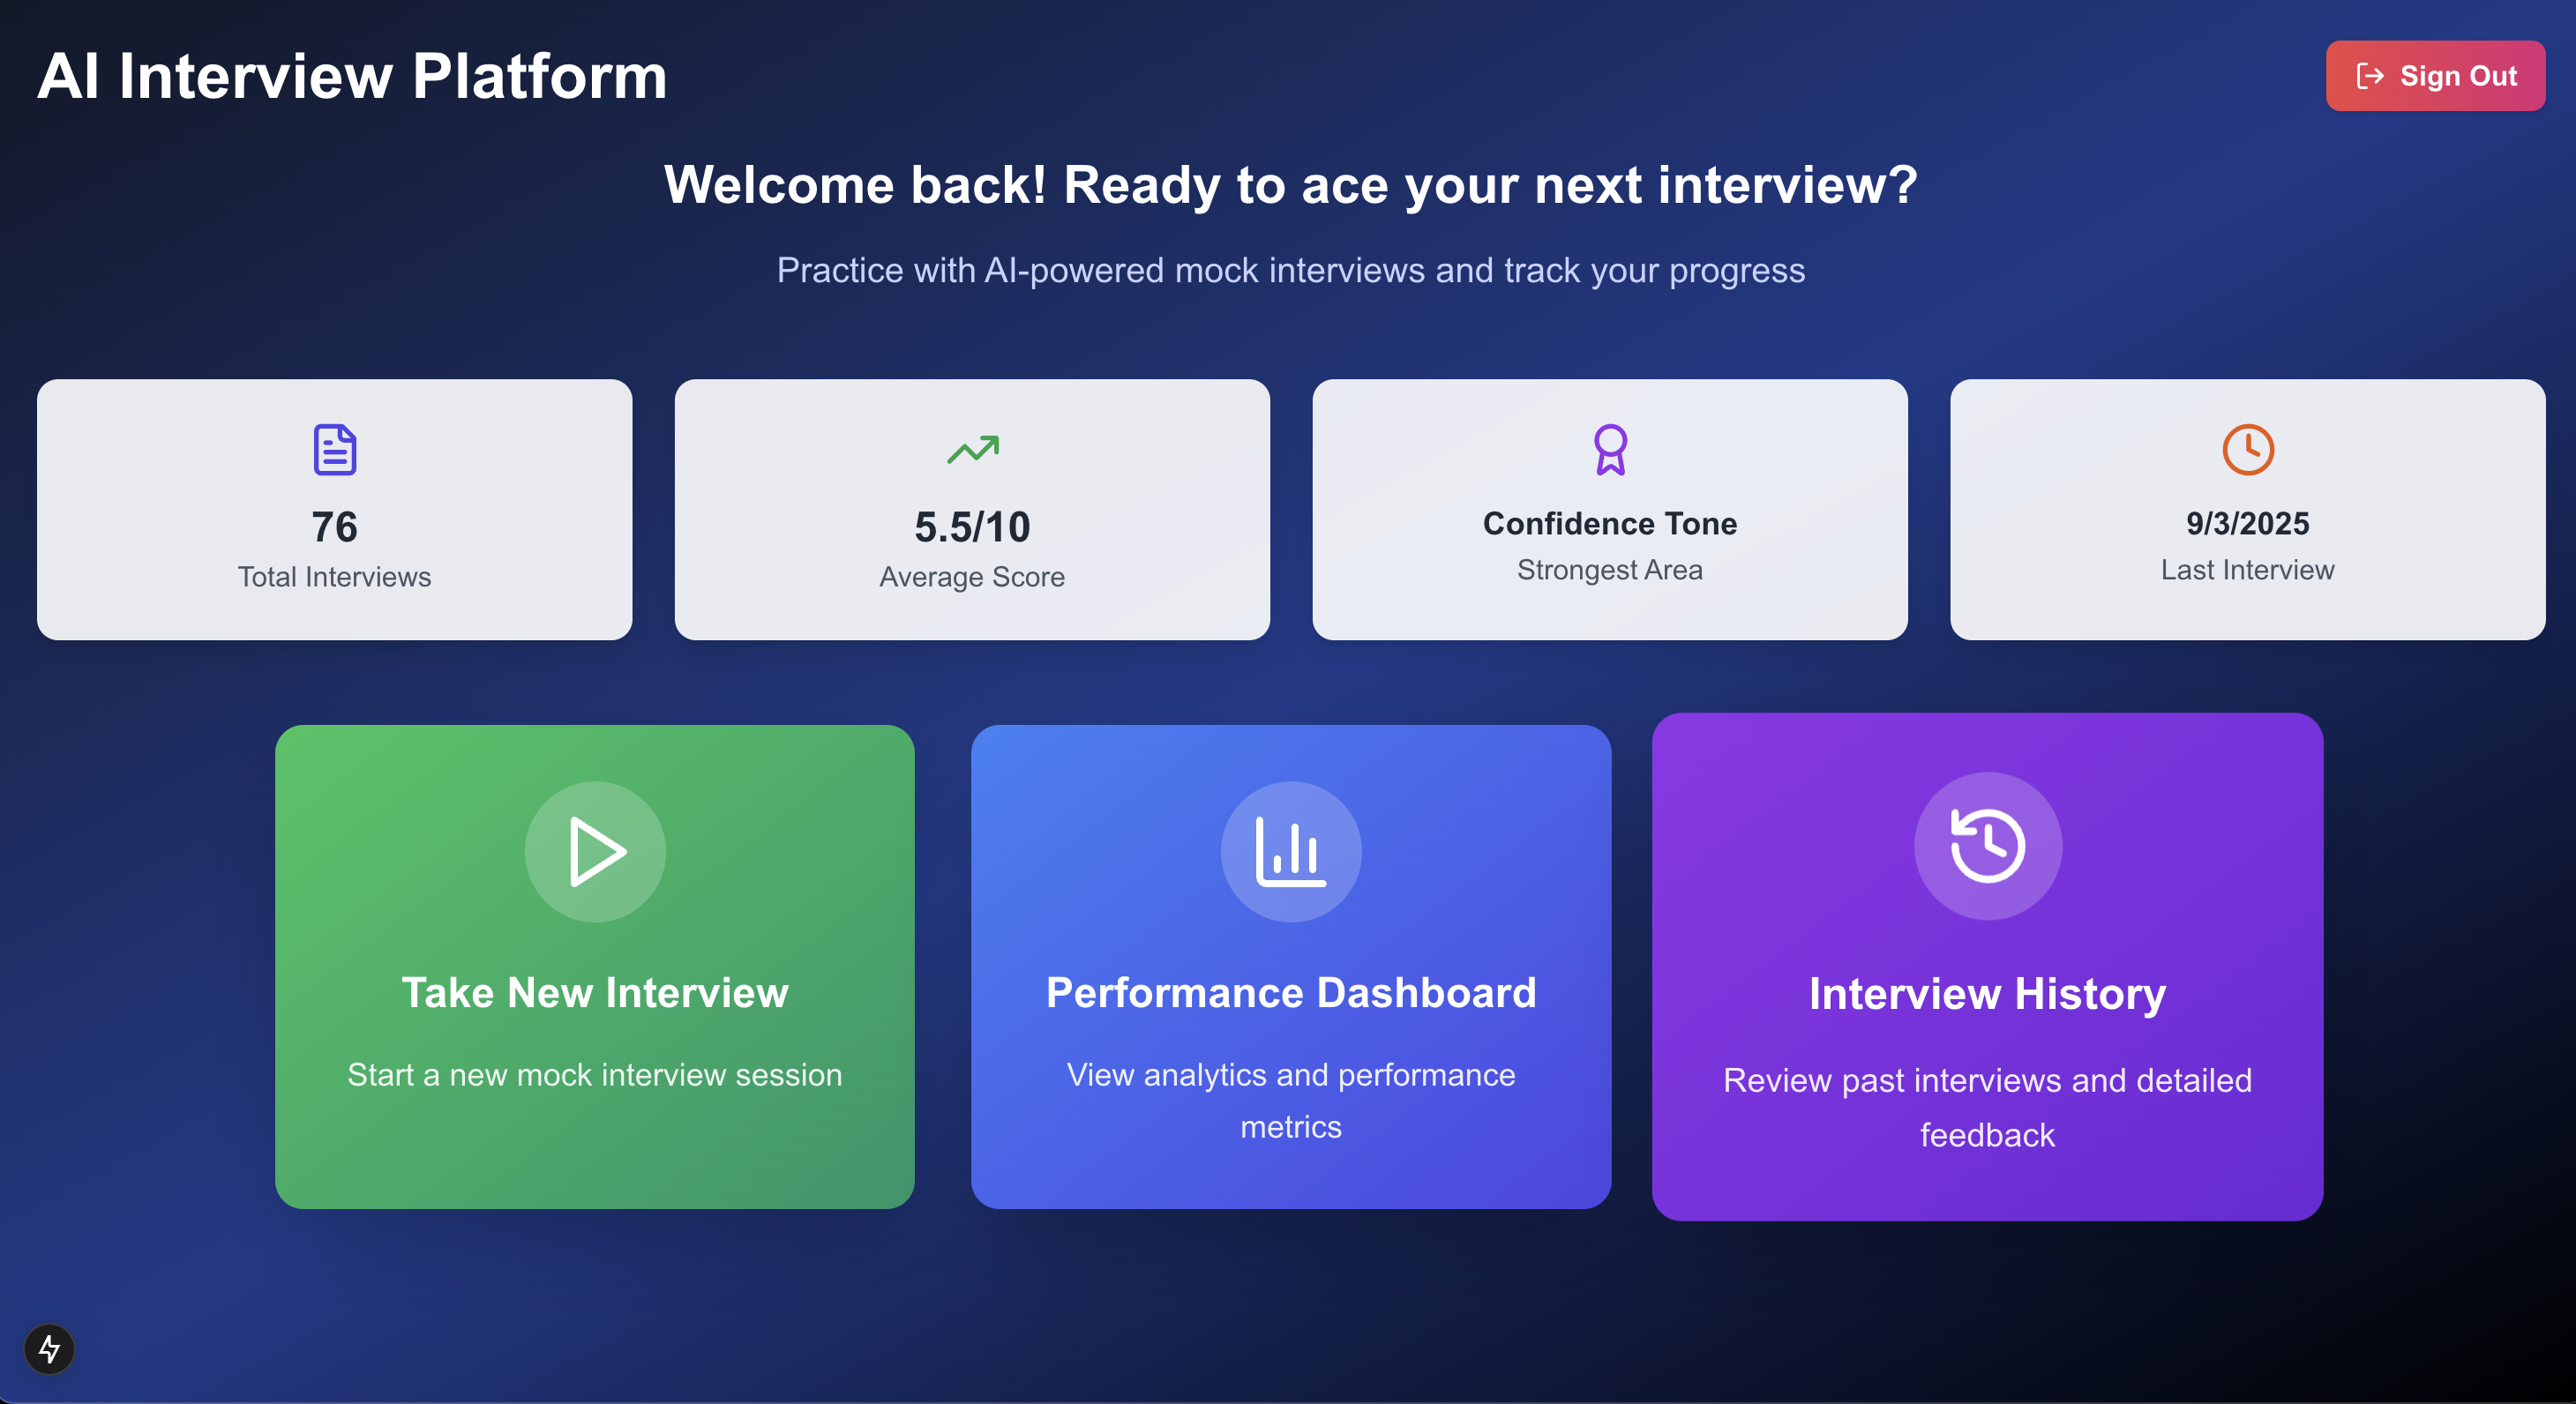 AI Interview Platform
Sign Out
Welcome back! Ready to ace your next interview?
Practice with AI-powered mock interviews and track your progress
76
Total Interviews
5.5/10
Average Score
Confidence Tone
Strongest Area
9/3/2025
Last Interview
Take New Interview
Start a new mock interview session
Performance Dashboard
View analytics and performance
metrics
Interview History
Review past interviews and detailed
feedback